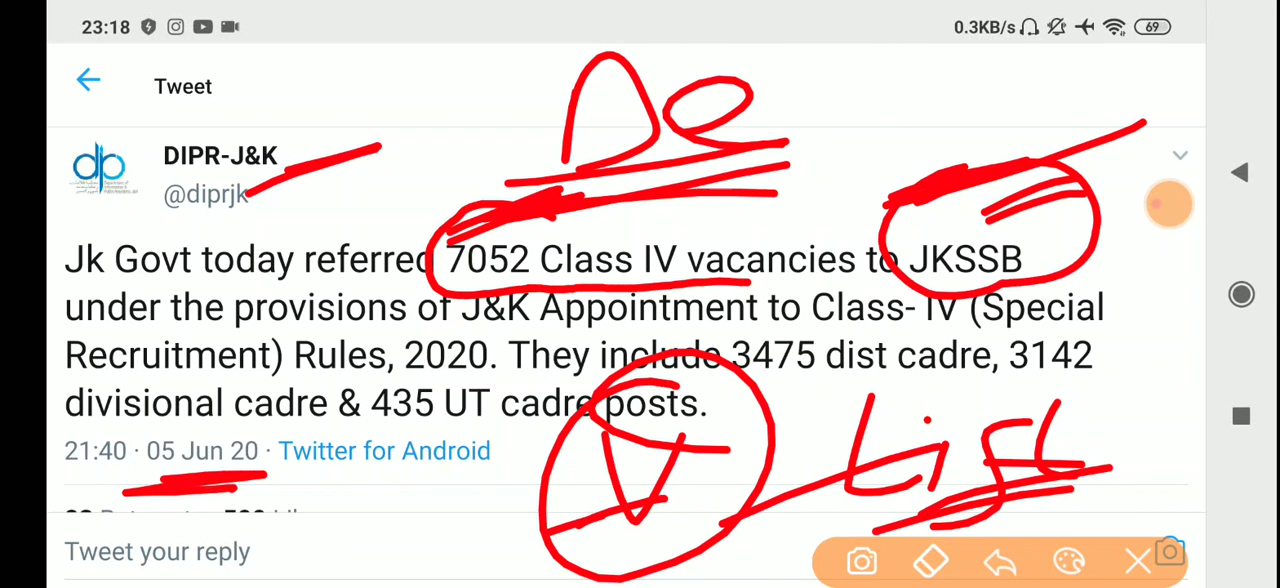 23:18 0.3KB/s 69
Tweet
De
DIPR-J&K
@diprjk
Jk Govt today referred 7052 Class IV vacancies to JKSSB
under the provisions of J&K Appointment to Class- IV (Special
Recruitment) Rules, 2020. They include 3475 dist cadre, 3142
divisional cadre & 435 UT cadre posts.
List
21:40 · 05 Jun 20 · Twitter for Android
Tweet your reply